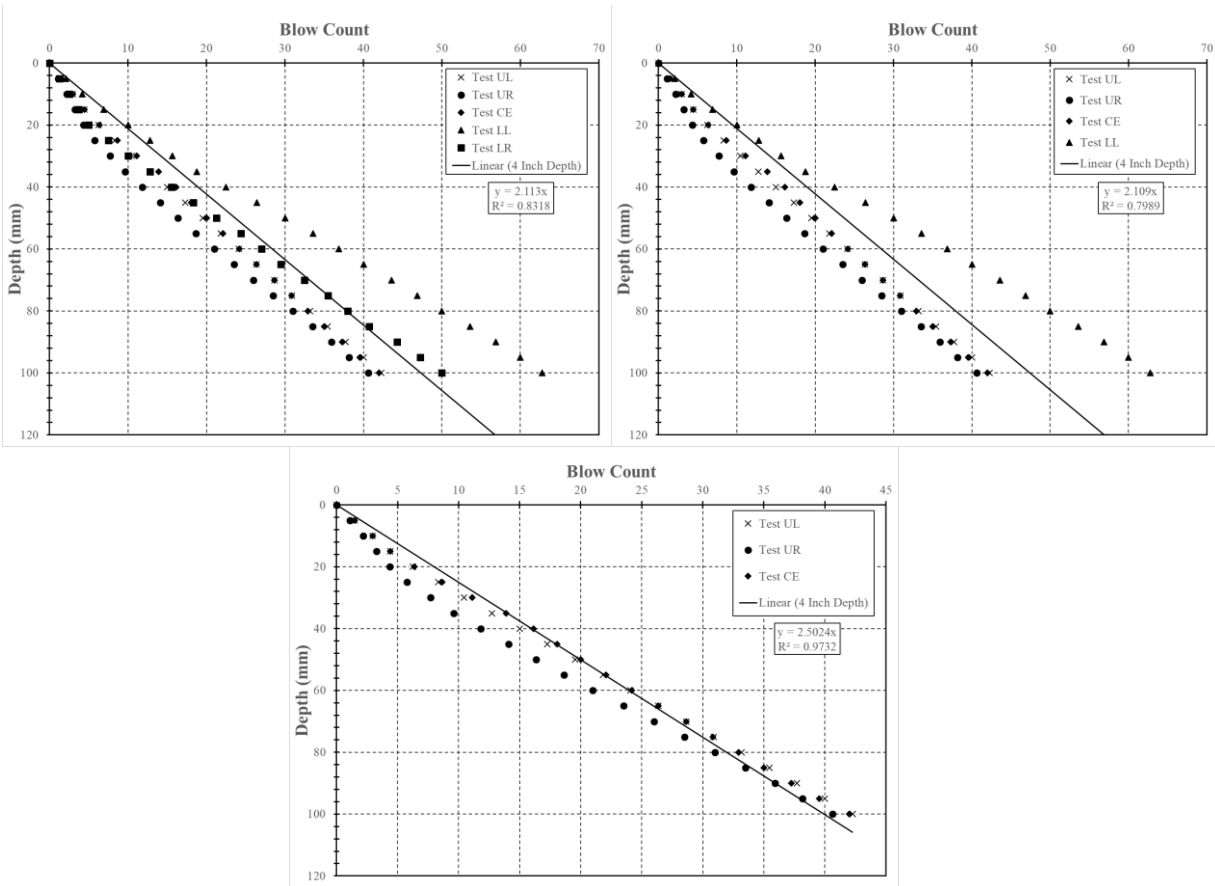 Blow Count
0 10 20 30 40 50 60 70
0
20
40
60
80
100
120
Depth (mm)
Test UL
Test UR
Test CE
Test LL
Test LR
Linear (4 Inch Depth)
y = 2.113x
R² = 0.8318
Blow Count
0 10 20 30 40 50 60 70
0
20
40
60
80
100
120
Depth (mm)
Test UL
Test UR
Test CE
Test LL
Linear (4 Inch Depth)
y = 2.109x
R² = 0.7989
Blow Count
0 5 10 15 20 25 30 35 40 45
0
20
40
60
80
100
120
Depth (mm)
Test UL
Test UR
Test CE
Linear (4 Inch Depth)
y = 2.5024x
R² = 0.9732